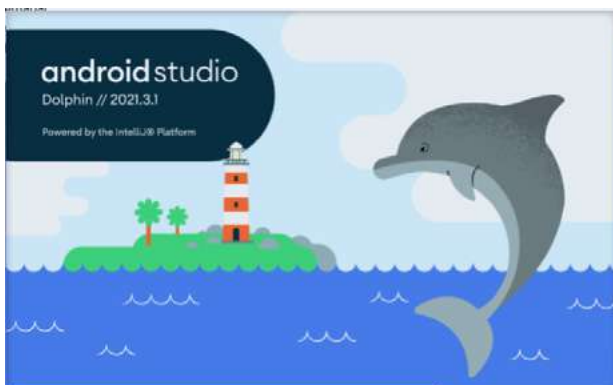 android studio
Dolphin // 2021.3.1
Powered by the IntelliJ® Platform